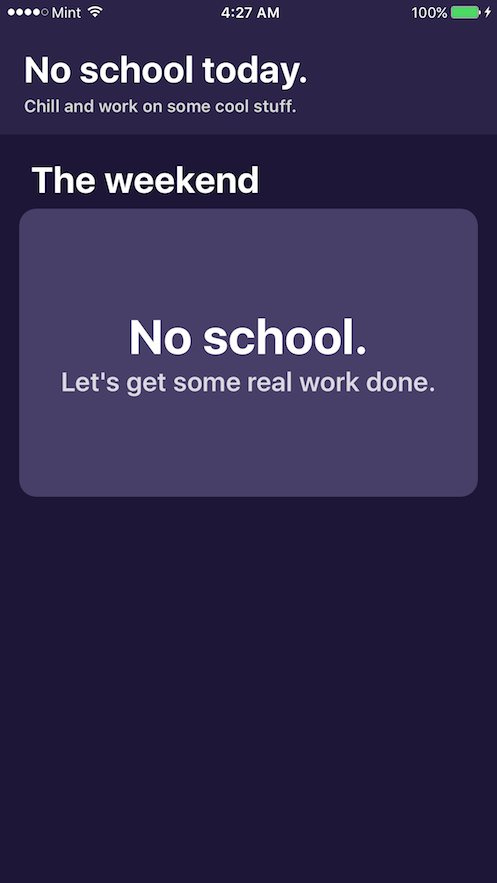 Mint 4:27 AM 100%
No school today.
Chill and work on some cool stuff.
The weekend
No school.
Let's get some real work done.